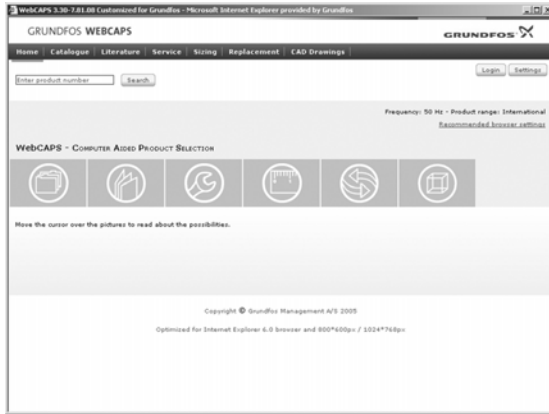 WebCAPS 3.30-7.01.00 Customized for Grundfos - Microsoft Internet Explorer provided by Grundfos
GRUNDFOS WEBCAPS
GRUNDFOS
Home Catalogue Literature Service Sizing Replacement CAD Drawings
Login Settings
Enter product number Search
Frequency: 50 Hz - Product range: International
Recommended browser settings
WebCAPS - Computer Aided Product Selection
Move the cursor over the pictures to read about the possibilities.
Copyright © Grundfos Management A/S 2005
Optimized for Internet Explorer 6.0 browser and 800*600px / 1024*768px